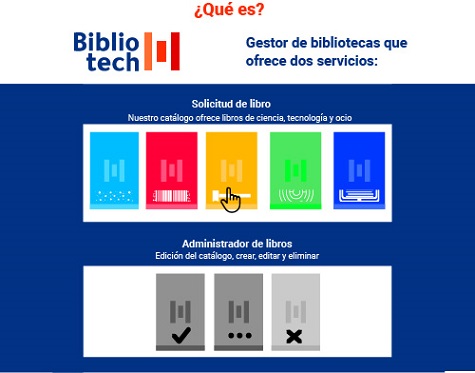 ¿Qué es?
Biblio
tech
Gestor de bibliotecas que
ofrece dos servicios:
Solicitud de libro
Nuestro catálogo ofrece libros de ciencia, tecnología y ocio
Administrador de libros
Edición del catálogo, crear, editar y eliminar